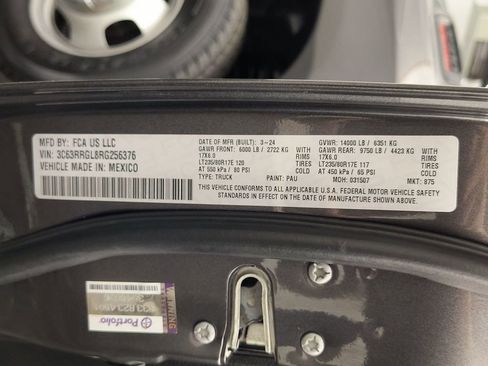 MFD BY: FCA US LLC
VIN: 3C63RRGL8RG256376
VEHICLE MADE IN: MEXICO
DATE OF MFR (BUILT): 3-24
GVWR: 14000 LB / 6351 KG
GAWR FRONT: 6000 LB / 2722 KG
GAWR REAR: 9750 LB / 4423 KG
17X6.0 RIMS
17X6.0 RIMS
LT235/80R17E 120 TIRES
LT235/80R17E 117 TIRES
AT 550 kPa / 80 PSI COLD
AT 450 kPa / 65 PSI COLD
TYPE: TRUCK
PAINT: PAU
MDH: 031507
MKT: 875
THIS VEHICLE CONFORMS TO ALL APPLICABLE U.S.A. FEDERAL MOTOR VEHICLE SAFETY
STANDARDS IN EFFECT ON THE DATE OF MANUFACTURE SHOWN ABOVE.
Portfolio